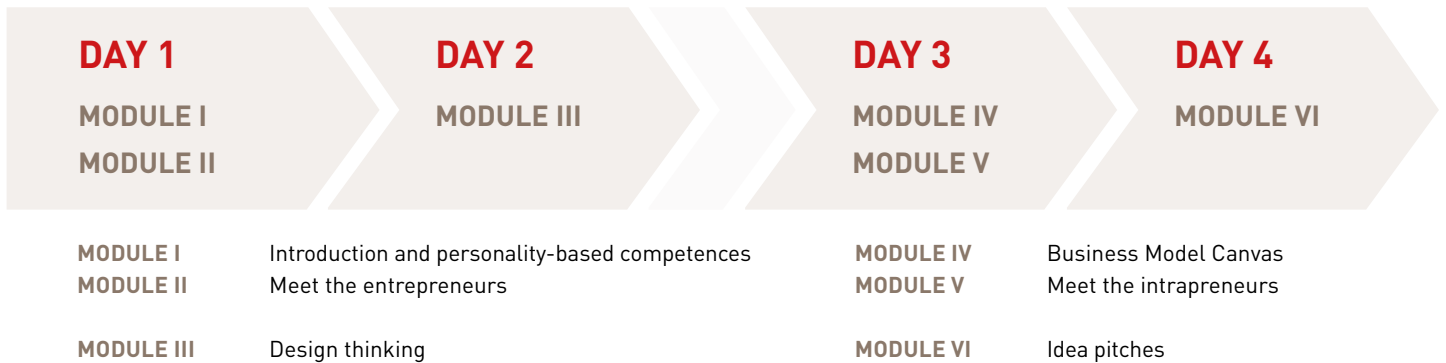 DAY 1
MODULE I
MODULE II
DAY 2
MODULE III
DAY 3
MODULE IV
MODULE V
DAY 4
MODULE VI
MODULE I Introduction and personality-based competences
MODULE II Meet the entrepreneurs
MODULE III Design thinking
MODULE IV Business Model Canvas
MODULE V Meet the intrapreneurs
MODULE VI Idea pitches